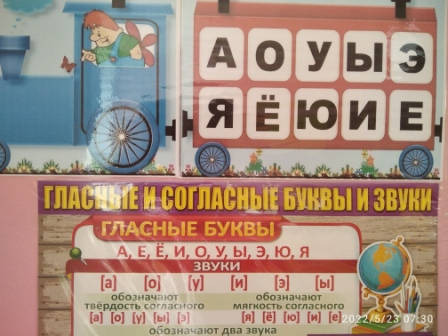 А О У Ы Э
Я Ё Ю И Е
ГЛАСНЫЕ И СОГЛАСНЫЕ БУКВЫ И ЗВУКИ
ГЛАСНЫЕ БУКВЫ
А, Е, Ё, И, О, У, Ы, Э, Ю, Я
ЗВУКИ
[а] [о] [у] [и] [э] [ы]
обозначают твёрдость согласного
обозначают мягкость согласного
[а] [о] [у] [ы] [э]
[я] [ё] [ю] [и] [е]
обозначают два звука
2022/5/23 07:30